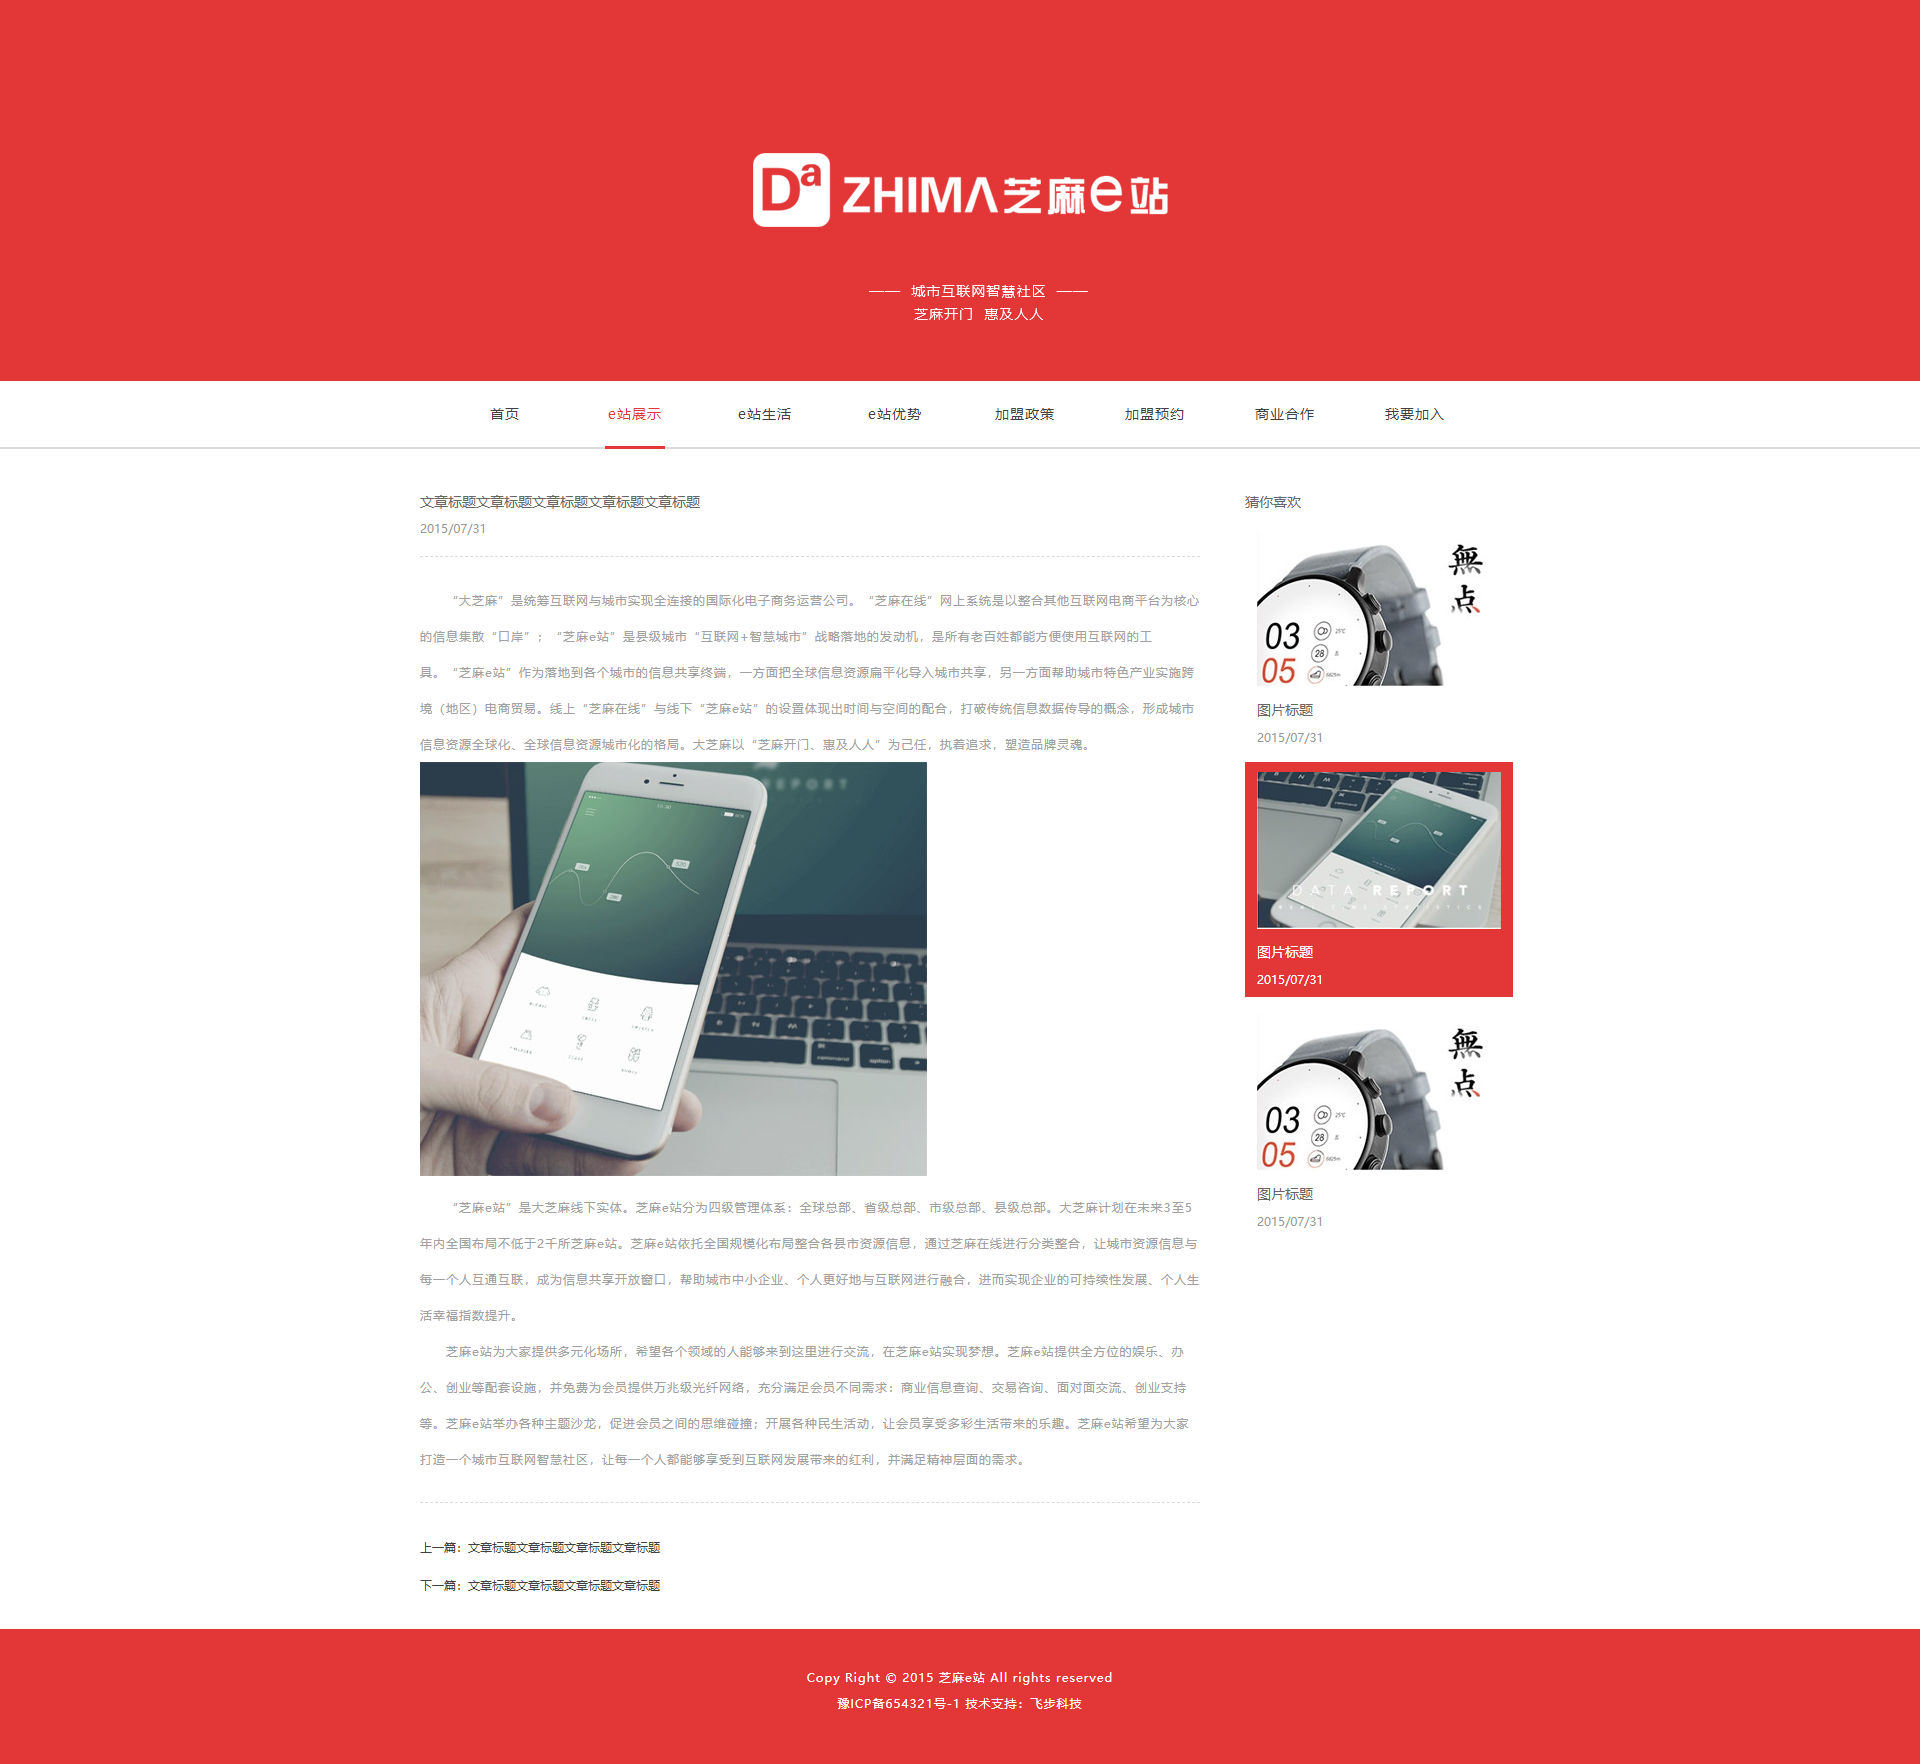 Da ZHIMA芝麻e站
—— 城市互联网智慧社区 ——
芝麻开门 惠及人人
首页 e站展示 e站生活 e站优势 加盟政策 加盟预约 商业合作 我要加入
文章标题文章标题文章标题文章标题文章标题
2015/07/31
“大芝麻”是统筹互联网与城市实现全连接的国际化电子商务运营公司。“芝麻在线”网上系统是以整合其他互联网电商平台为核心
的信息集散“口岸”；“芝麻e站”是县级城市“互联网+智慧城市”战略落地的发动机，是所有老百姓都能方便使用互联网的工
具。“芝麻e站”作为落地到各个城市的信息共享终端，一方面把全球信息资源扁平化导入城市共享，另一方面帮助城市特色产业实施跨
境（地区）电商贸易。线上“芝麻在线”与线下“芝麻e站”的设置体现出时间与空间的配合，打破传统信息数据传导的概念，形成城市
信息资源全球化、全球信息资源城市化的格局。大芝麻以“芝麻开门、惠及人人”为己任，执着追求，塑造品牌灵魂。
REPORT
command option
“芝麻e站”是大芝麻线下实体。芝麻e站分为四级管理体系：全球总部、省级总部、市级总部、县级总部。大芝麻计划在未来3至5
年内全国布局不低于2千所芝麻e站。芝麻e站依托全国规模化布局整合各县市资源信息，通过芝麻在线进行分类整合，让城市资源信息与
每一个人互通互联，成为信息共享开放窗口，帮助城市中小企业、个人更好地与互联网进行融合，进而实现企业的可持续性发展、个人生
活幸福指数提升。
芝麻e站为大家提供多元化场所，希望各个领域的人能够来到这里进行交流，在芝麻e站实现梦想。芝麻e站提供全方位的娱乐、办
公、创业等配套设施，并免费为会员提供万兆级光纤网络，充分满足会员不同需求：商业信息查询、交易咨询、面对面交流、创业支持
等。芝麻e站举办各种主题沙龙，促进会员之间的思维碰撞；开展各种民生活动，让会员享受多彩生活带来的乐趣。芝麻e站希望为大家
打造一个城市互联网智慧社区，让每一个人都能够享受到互联网发展带来的红利，并满足精神层面的需求。
上一篇：文章标题文章标题文章标题文章标题
下一篇：文章标题文章标题文章标题文章标题
猜你喜欢
無
点
03
05
25℃
28
图片标题
2015/07/31
DATA REPORT
图片标题
2015/07/31
無
点
03
05
25℃
28
图片标题
2015/07/31
Copy Right © 2015 芝麻e站 All rights reserved
豫ICP备654321号-1 技术支持：飞步科技